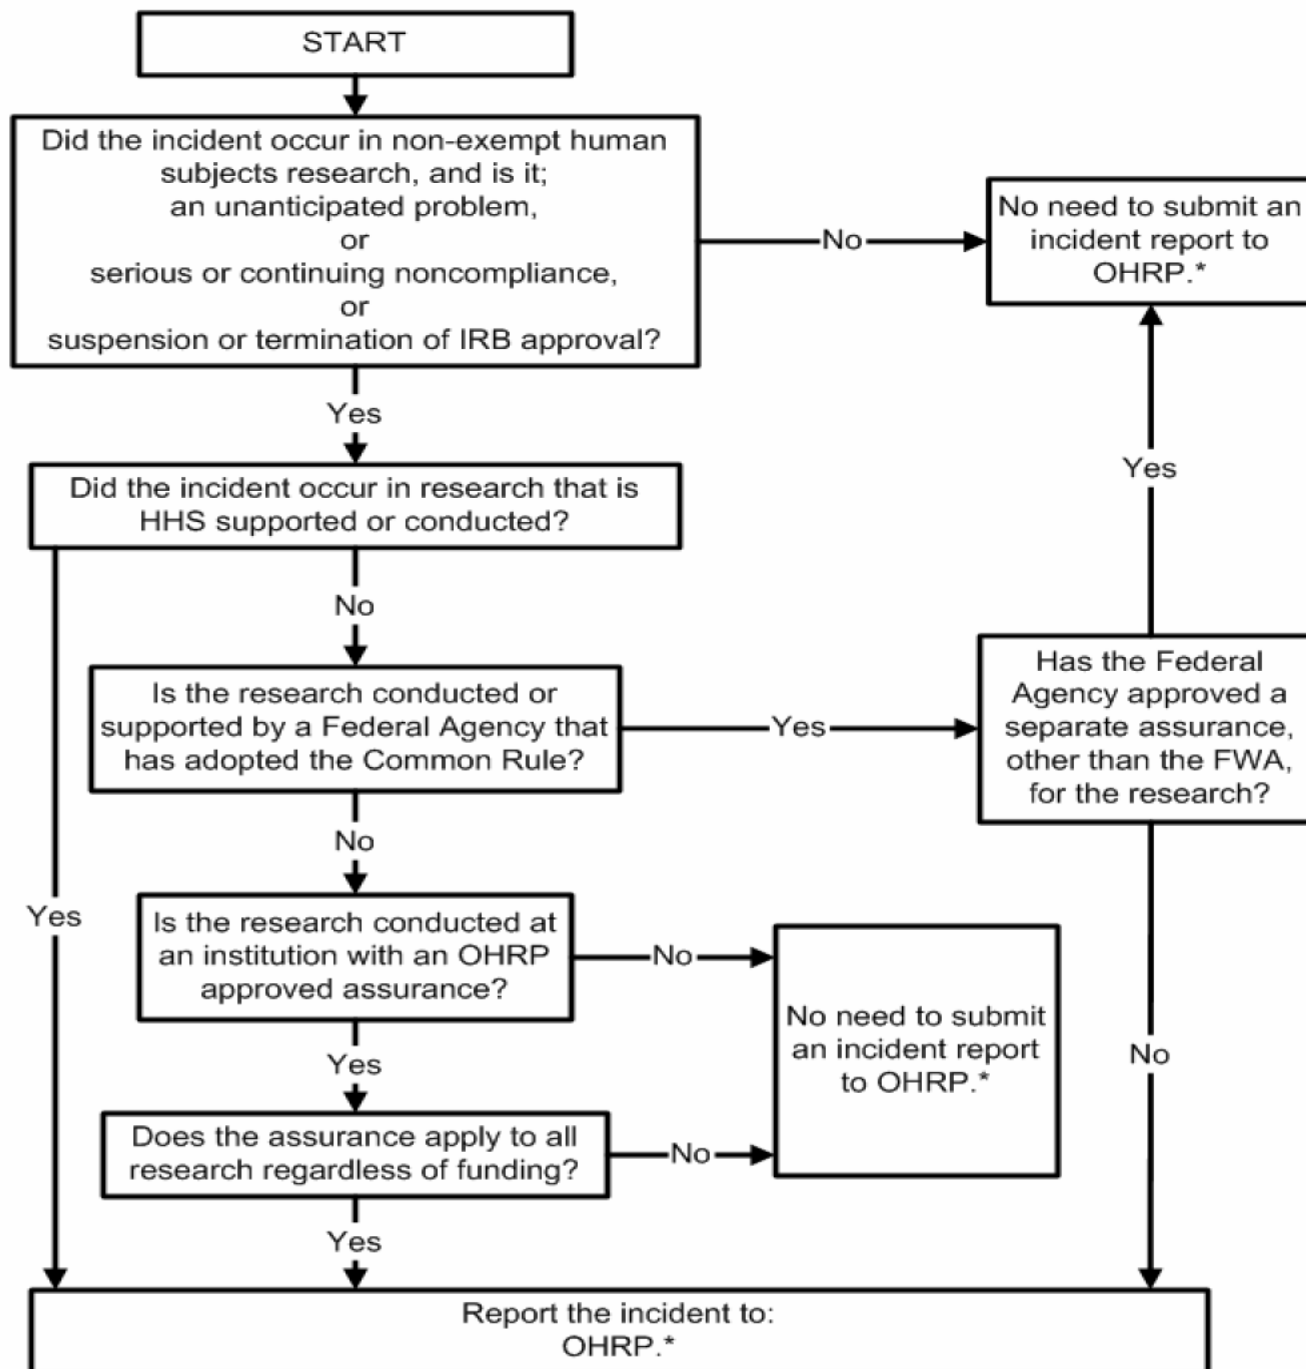 START
Did the incident occur in non-exempt human
subjects research, and is it;
an unanticipated problem,
or
serious or continuing noncompliance,
or
suspension or termination of IRB approval?
No
No need to submit an
incident report to
OHRP.*
Yes
Did the incident occur in research that is
HHS supported or conducted?
Yes
No
Is the research conducted or
supported by a Federal Agency that
has adopted the Common Rule?
Yes
Has the Federal
Agency approved a
separate assurance,
other than the FWA,
for the research?
No
Yes
Is the research conducted at
an institution with an OHRP
approved assurance?
No
No need to submit
an incident report
to OHRP.*
No
Yes
Does the assurance apply to all
research regardless of funding?
No
Yes
Report the incident to:
OHRP.*